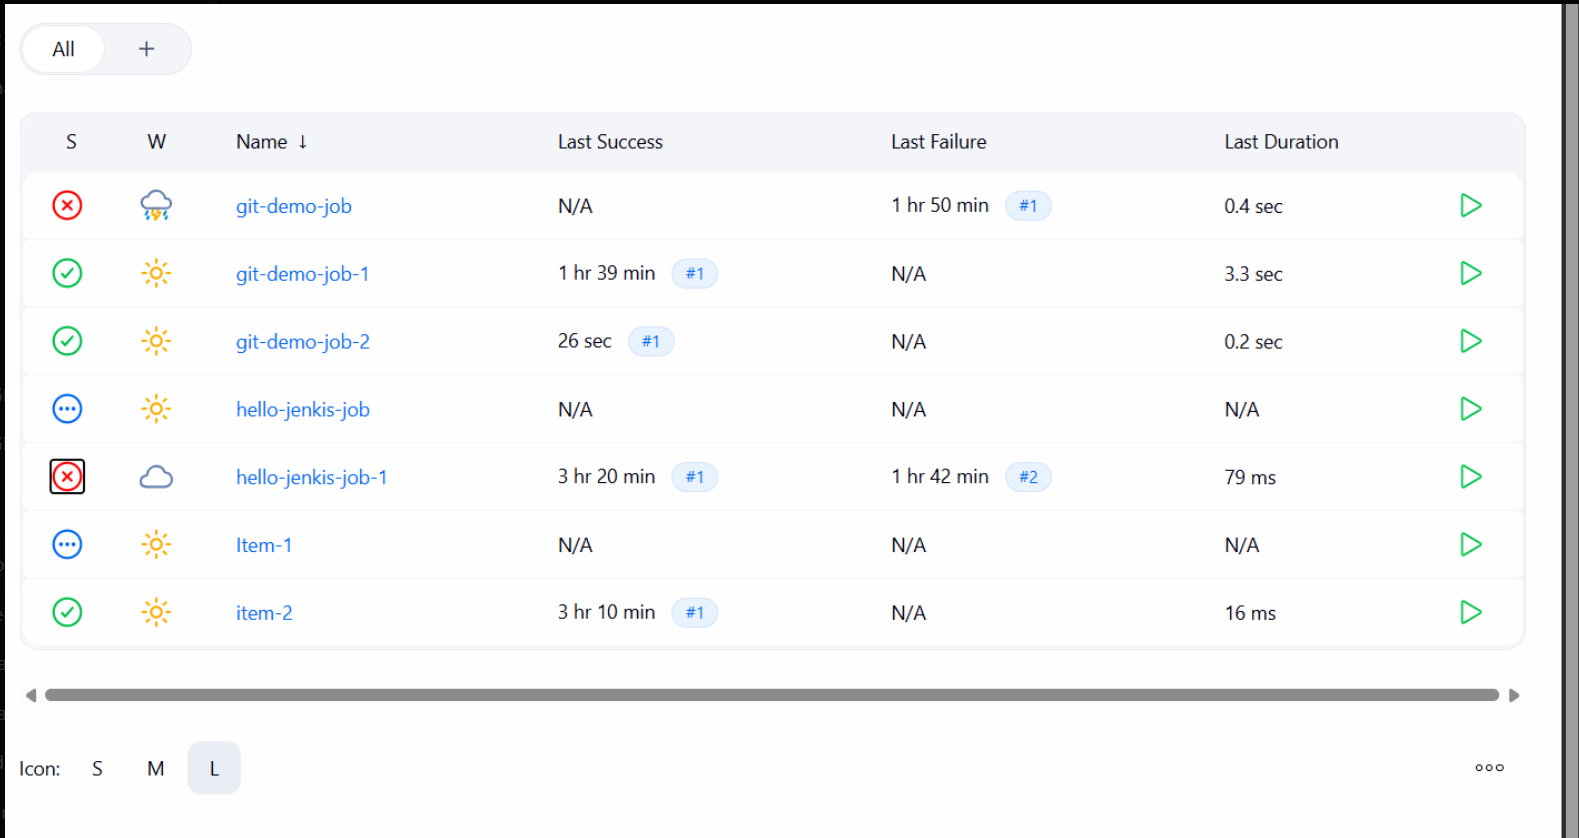 All +
S W Name ↓ Last Success Last Failure Last Duration
git-demo-job N/A 1 hr 50 min #1 0.4 sec
git-demo-job-1 1 hr 39 min #1 N/A 3.3 sec
git-demo-job-2 26 sec #1 N/A 0.2 sec
hello-jenkis-job N/A N/A N/A
hello-jenkis-job-1 3 hr 20 min #1 1 hr 42 min #2 79 ms
Item-1 N/A N/A N/A
item-2 3 hr 10 min #1 N/A 16 ms
Icon: S M L